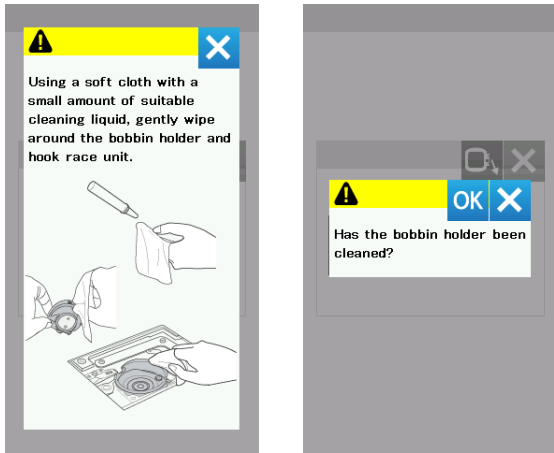 Using a soft cloth with a
small amount of suitable
cleaning liquid, gently wipe
around the bobbin holder and
hook race unit.
OK
Has the bobbin holder been
cleaned?